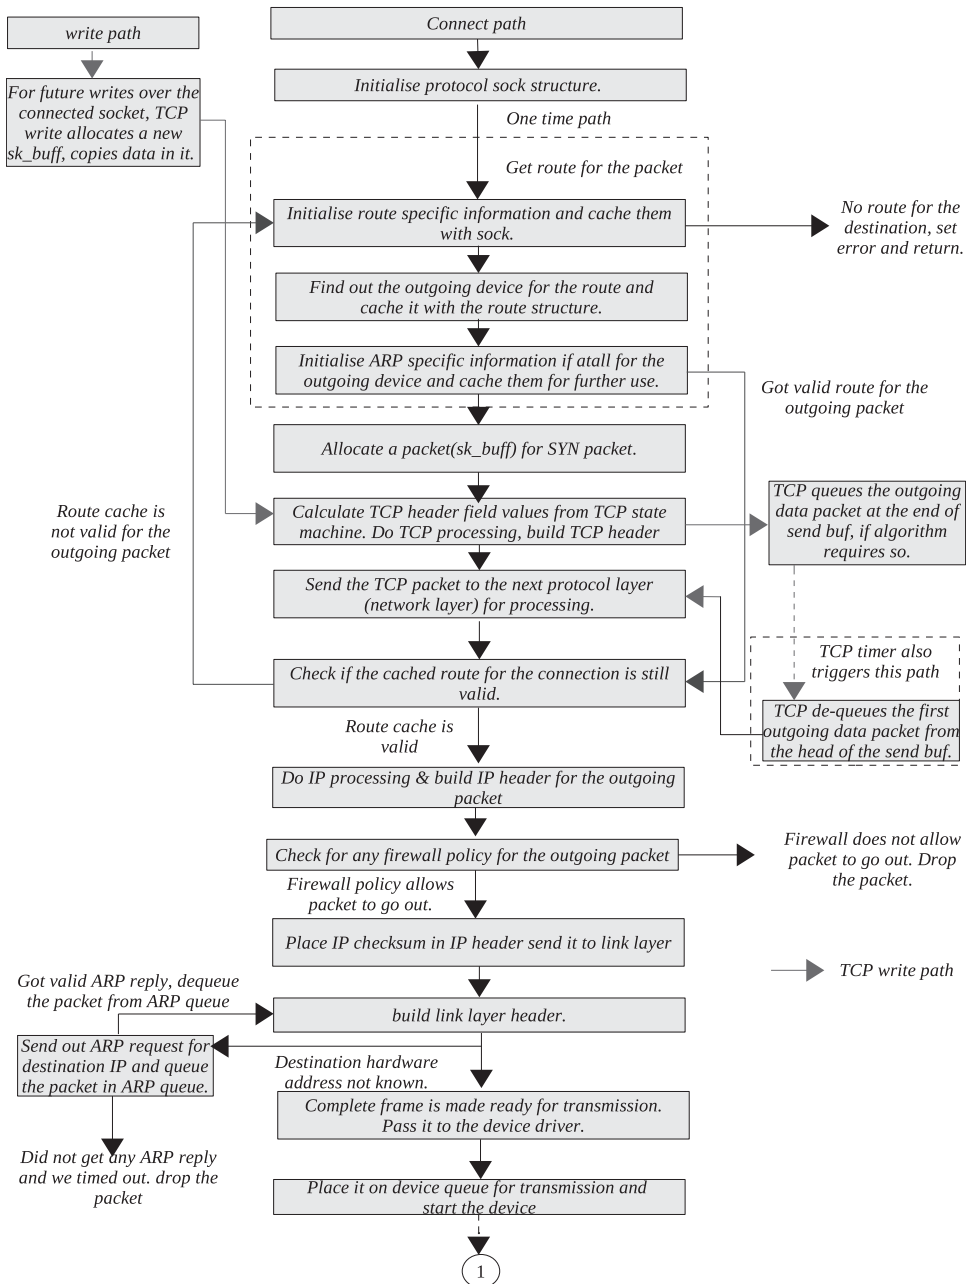 write path
For future writes over the
connected socket, TCP
write allocates a new
sk_buff, copies data in it.
Connect path
Initialise protocol sock structure.
One time path
Get route for the packet
Initialise route specific information and cache them
with sock.
No route for the
destination, set
error and return.
Find out the outgoing device for the route and
cache it with the route structure.
Initialise ARP specific information if atall for the
outgoing device and cache them for further use.
Got valid route for the
outgoing packet
Allocate a packet(sk_buff) for SYN packet.
Route cache is
not valid for the
outgoing packet
Calculate TCP header field values from TCP state
machine. Do TCP processing, build TCP header
TCP queues the outgoing
data packet at the end of
send buf, if algorithm
requires so.
Send the TCP packet to the next protocol layer
(network layer) for processing.
TCP timer also
triggers this path
Check if the cached route for the connection is still
valid.
TCP de-queues the first
outgoing data packet from
the head of the send buf.
Route cache is
valid
Do IP processing & build IP header for the outgoing
packet
Check for any firewall policy for the outgoing packet
Firewall does not allow
packet to go out. Drop
the packet.
Firewall policy allows
packet to go out.
Place IP checksum in IP header send it to link layer
TCP write path
Got valid ARP reply, dequeue
the packet from ARP queue
build link layer header.
Send out ARP request for
destination IP and queue
the packet in ARP queue.
Destination hardware
address not known.
Complete frame is made ready for transmission.
Pass it to the device driver.
Did not get any ARP reply
and we timed out. drop the
packet
Place it on device queue for transmission and
start the device
1